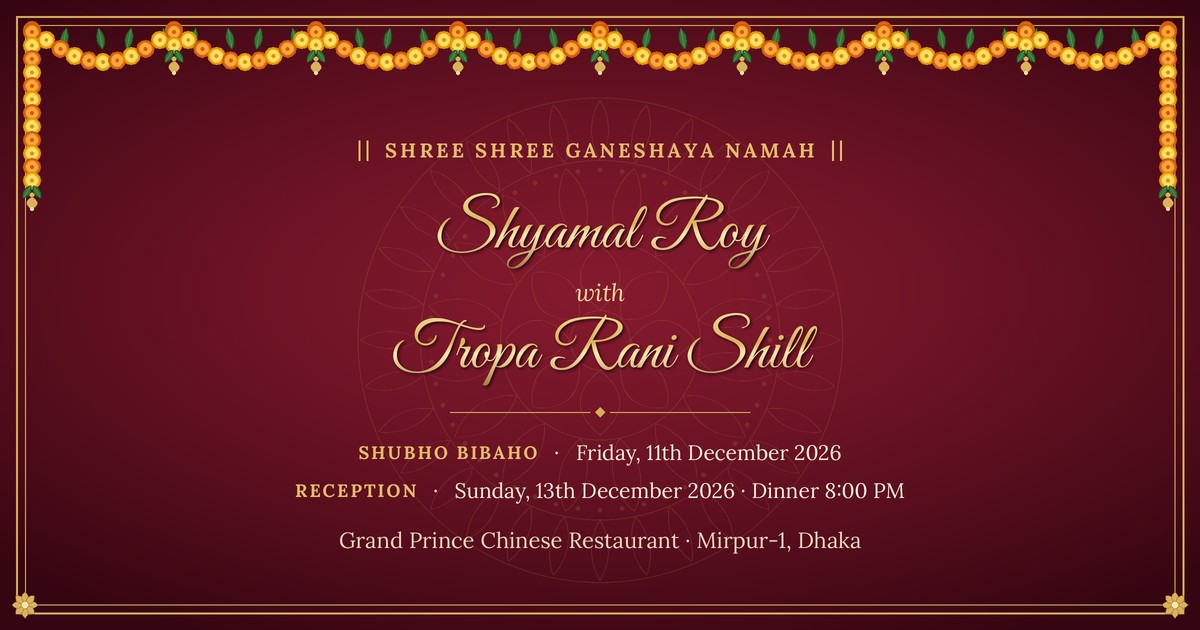 || SHREE SHREE GANESHAYA NAMAH ||
Shyamal Roy
with
Tropa Rani Shill
SHUBHO BIBAHO · Friday, 11th December 2026
RECEPTION · Sunday, 13th December 2026 · Dinner 8:00 PM
Grand Prince Chinese Restaurant · Mirpur-1, Dhaka